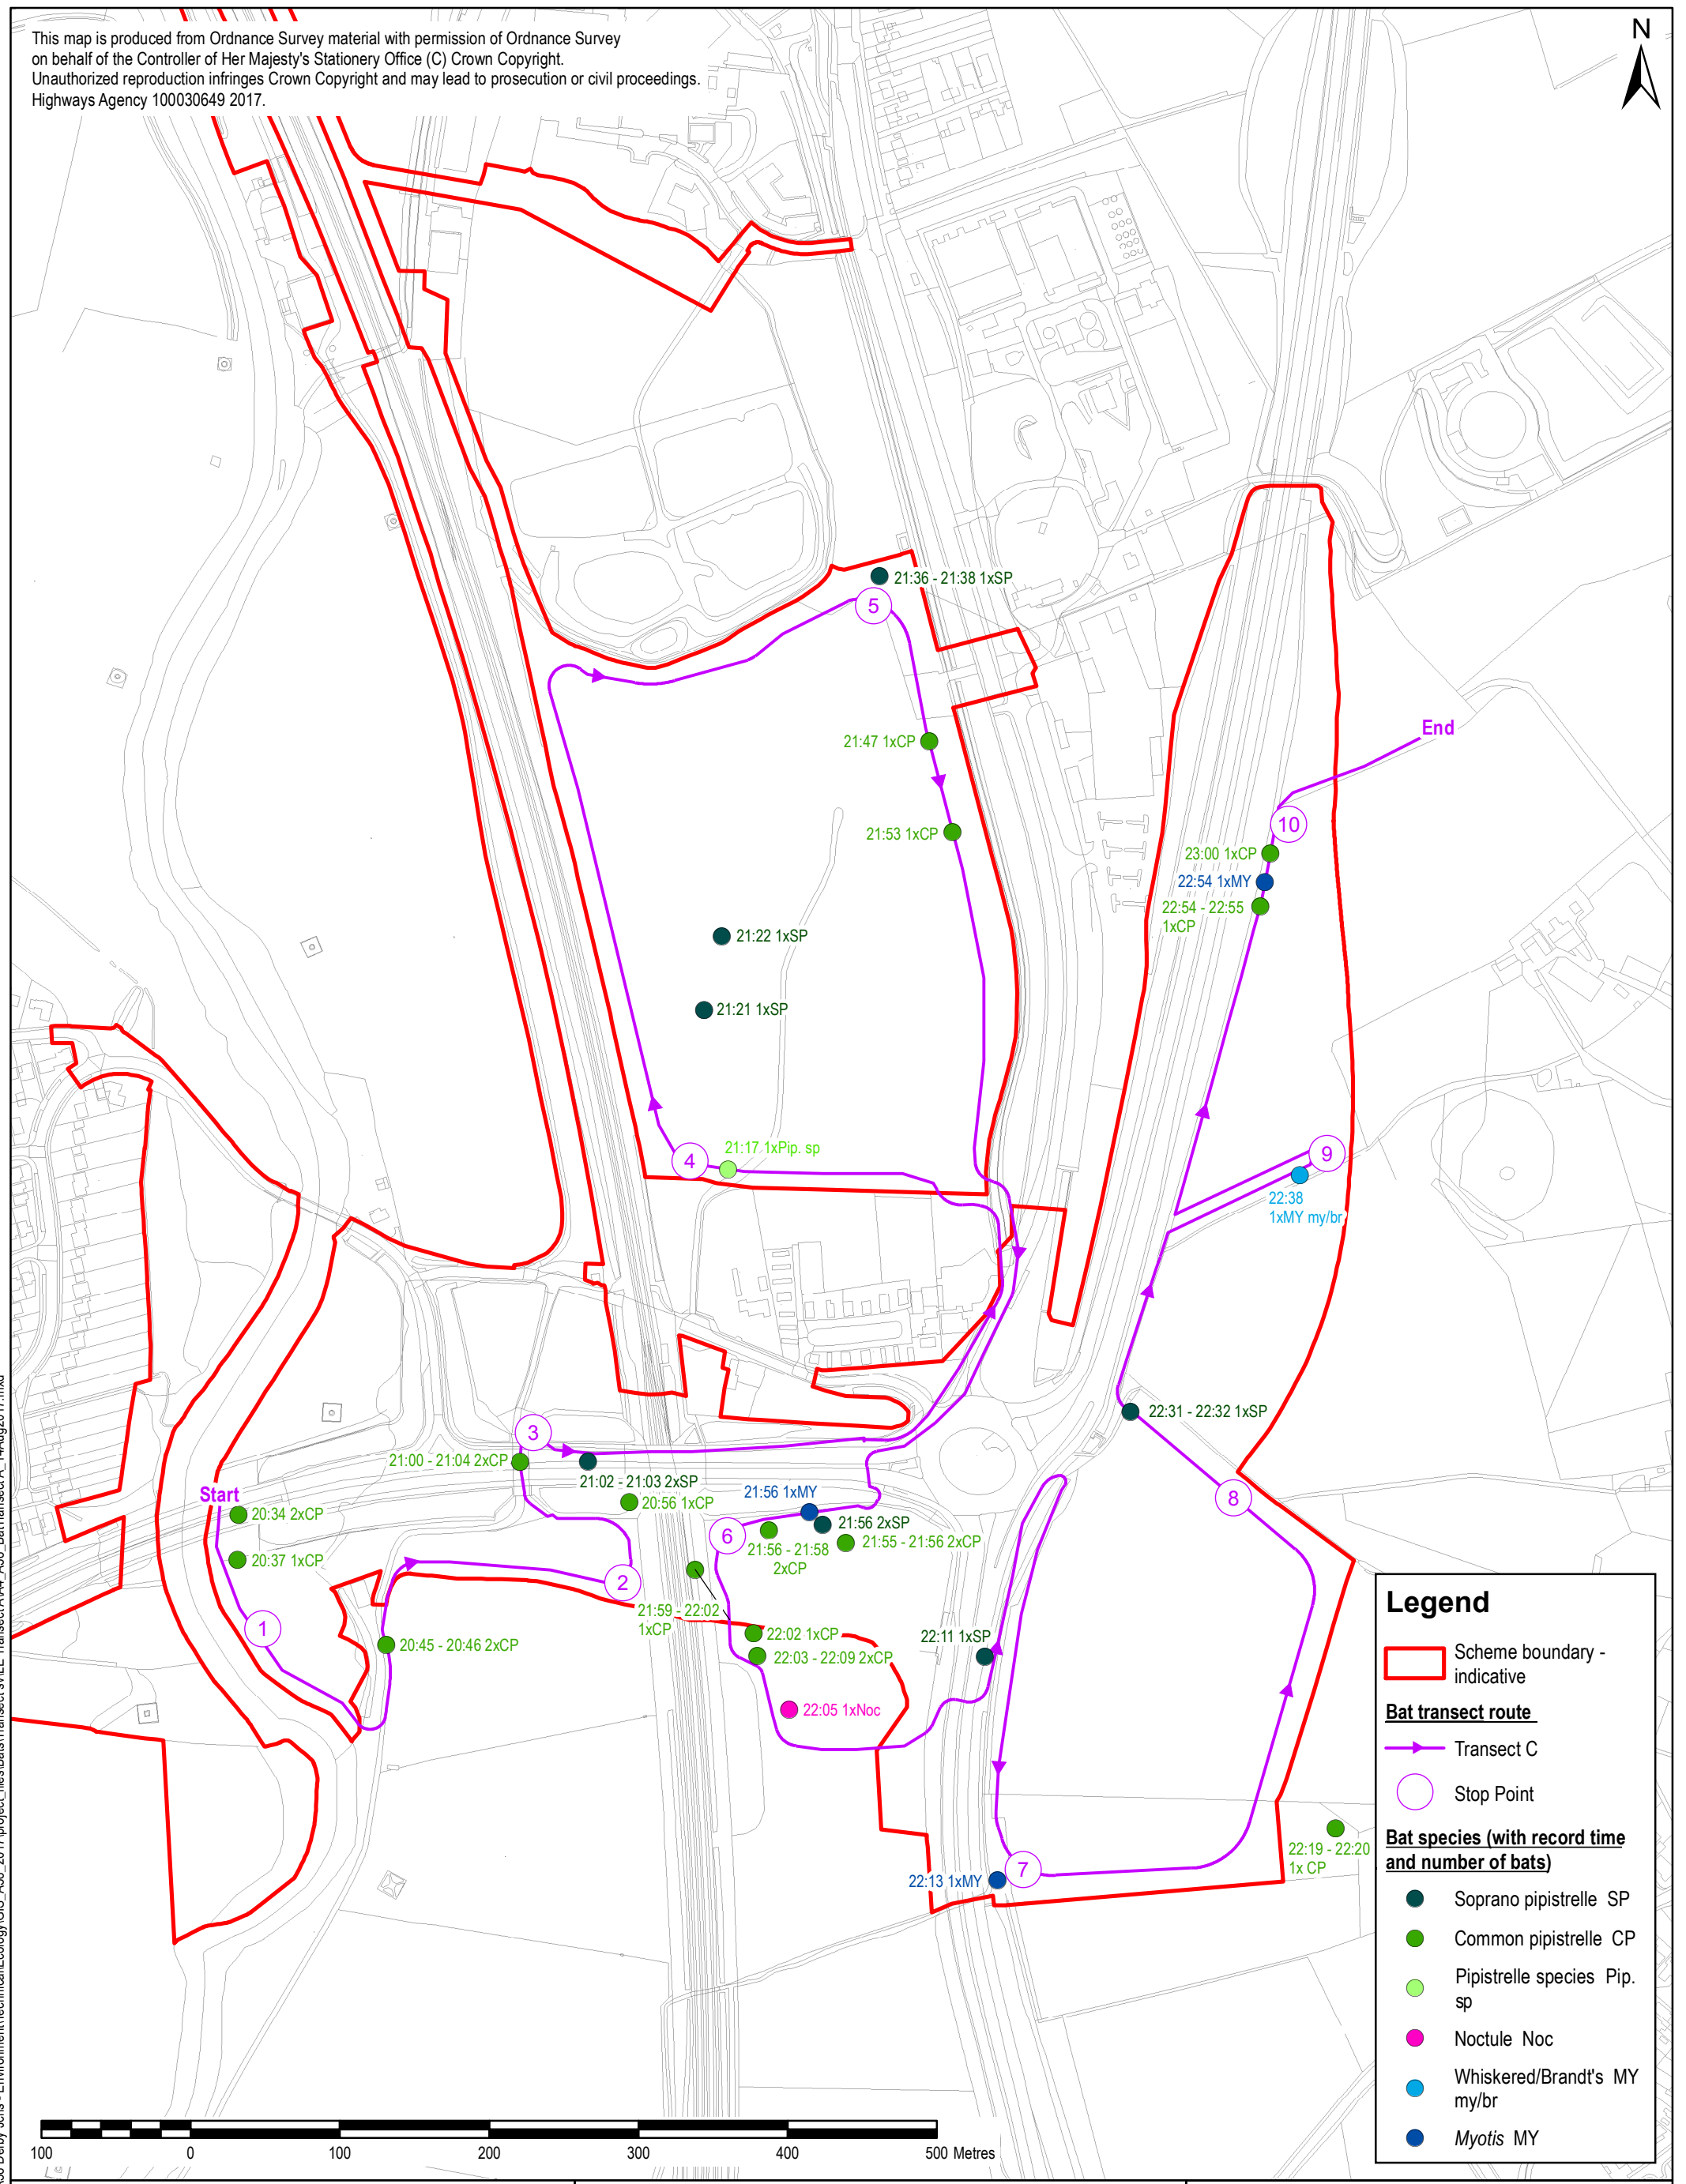 This map is produced from Ordnance Survey material with permission of Ordnance Survey
on behalf of the Controller of Her Majesty's Stationery Office (C) Crown Copyright.
Unauthorized reproduction infringes Crown Copyright and may lead to prosecution or civil proceedings.
Highways Agency 100030649 2017.
N
21:36 - 21:38 1xSP
5
21:47 1xCP
End
21:53 1xCP
10
23:00 1xCP
22:54 1xMY
22:54 - 22:55
1xCP
21:22 1xSP
21:21 1xSP
21:17 1xPip. sp
4
9
22:38
1xMY my/br
22:31 - 22:32 1xSP
3
21:00 - 21:04 2xCP
21:02 - 21:03 2xSP
Start
20:34 2xCP
20:56 1xCP
21:56 1xMY
8
21:56 2xSP
6
21:55 - 21:56 2xCP
21:56 - 21:58
2xCP
20:37 1xCP
2
21:59 - 22:02
1xCP
1
20:45 - 20:46 2xCP
22:02 1xCP
22:03 - 22:09 2xCP
22:11 1xSP
22:05 1xNoc
22:19 - 22:20
1x CP
7
22:13 1xMY
Legend
Scheme boundary -
indicative
Bat transect route
Transect C
Stop Point
Bat species (with record time
and number of bats)
Soprano pipistrelle SP
Common pipistrelle CP
Pipistrelle species Pip.
sp
Noctule Noc
Whiskered/Brandt's MY
my/br
Myotis MY
100 0 100 200 300 400 500 Metres